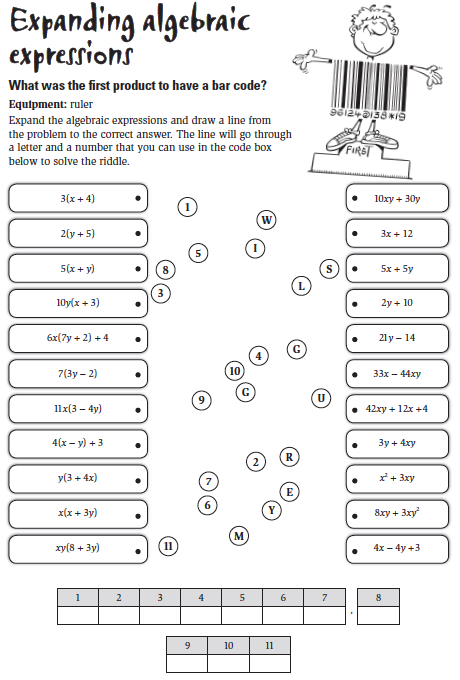 Expanding algebraic
expressions
What was the first product to have a bar code?
Equipment: ruler
Expand the algebraic expressions and draw a line from
the problem to the correct answer. The line will go through
a letter and a number that you can use in the code box
below to solve the riddle.
96124@138*19
FIRST
3(x + 4)
2(y + 5)
5(x + y)
10y(x + 3)
6x(7y + 2) + 4
7(3y − 2)
11x(3 − 4y)
4(x − y) + 3
y(3 + 4x)
x(x + 3y)
xy(8 + 3y)
1
W
5
I
8
S
3
L
4
G
10
G
9
U
2
R
7
E
6
Y
M
11
10xy + 30y
3x + 12
5x + 5y
2y + 10
21y − 14
33x − 44xy
42xy + 12x +4
3y + 4xy
x² + 3xy
8xy + 3xy²
4x − 4y +3
1 2 3 4 5 6 7 . 8
9 10 11